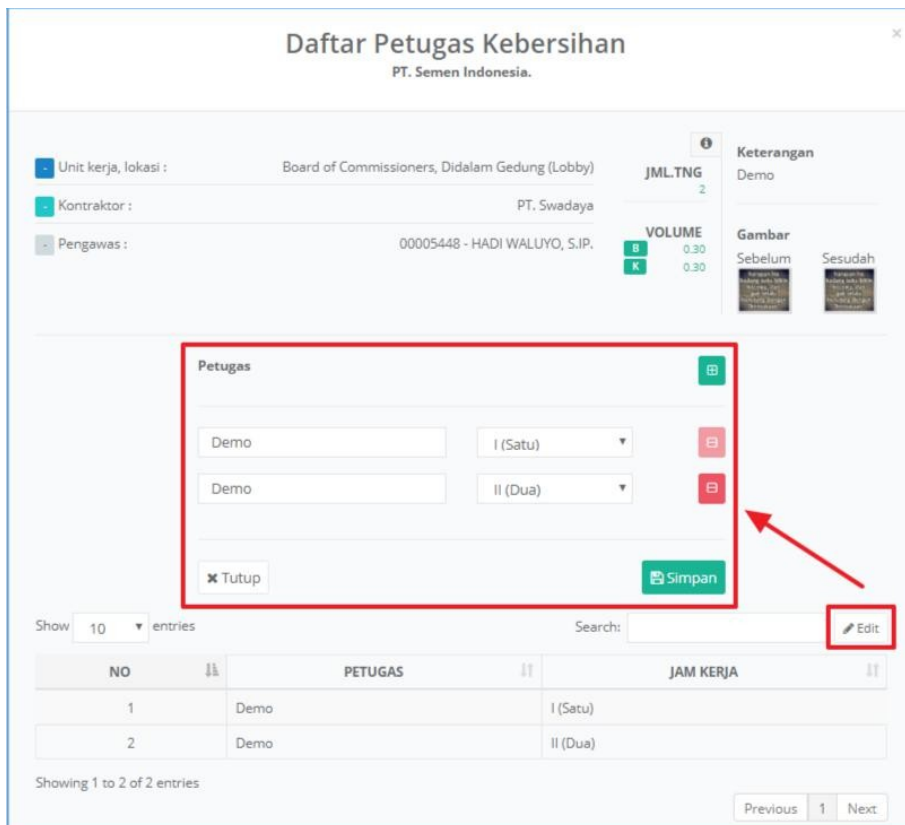 Daftar Petugas Kebersihan
PT. Semen Indonesia.
- Unit kerja, lokasi : Board of Commissioners, Didalam Gedung (Lobby)
- Kontraktor : PT. Swadaya
- Pengawas : 00005448 - HADI WALUYO, S.IP.
JML.TNG
2
VOLUME
B 0.30
K 0.30
Keterangan
Demo
Gambar
Sebelum Sesudah
Petugas
Demo I (Satu)
Demo II (Dua)
Tutup Simpan
Show 10 entries Search: Edit
NO PETUGAS JAM KERJA
1 Demo I (Satu)
2 Demo II (Dua)
Showing 1 to 2 of 2 entries
Previous 1 Next